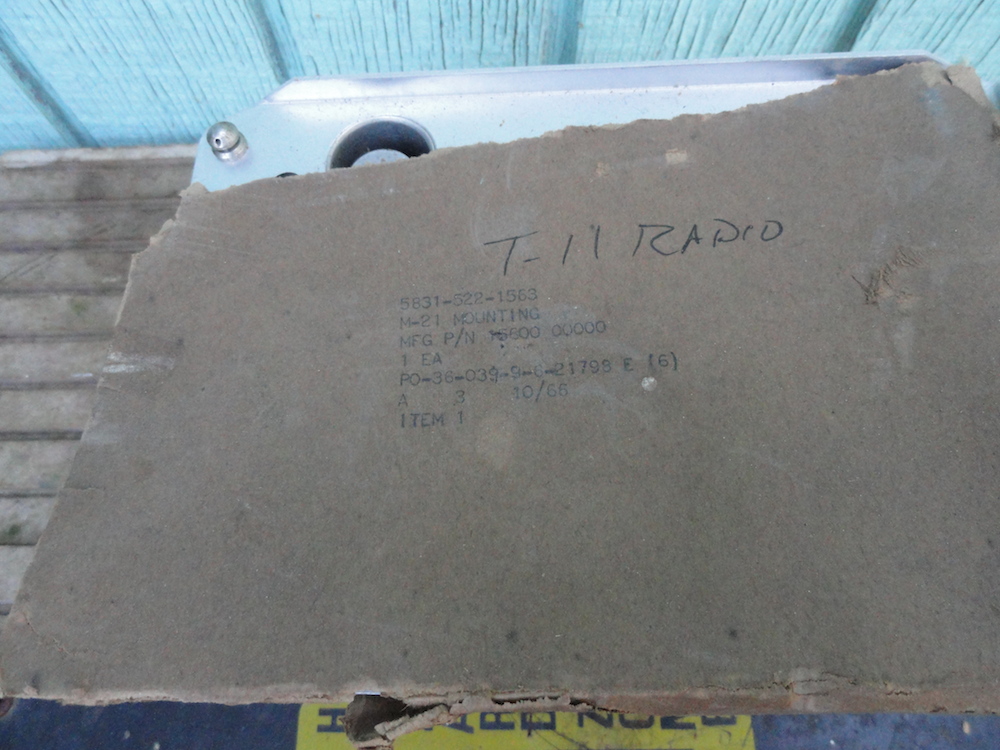 T-11 RADIO
5831-522-1563
M-21 MOUNTING
MFG P/N 15800 00000
1 EA
PO-36-039-9-6-21798 E (6)
A 3 10/66
ITEM 1